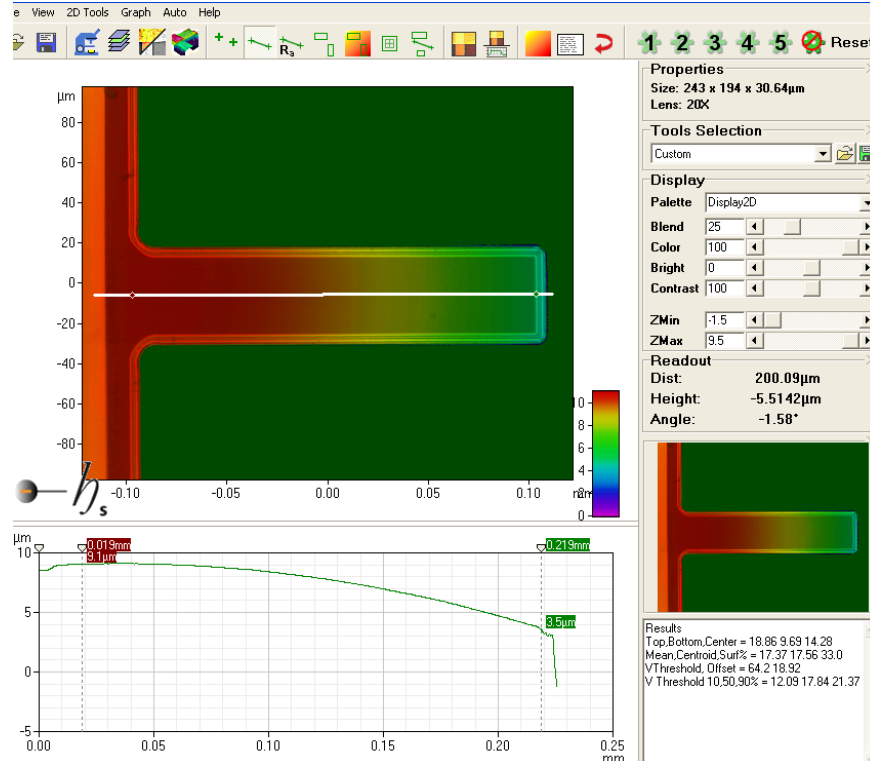 e View 2D Tools Graph Auto Help
Ra
1 2 3 4 5 Reset
µm
80
60
40
20
0
-20
-40
-60
-80
-0.10 -0.05 0.00 0.05 0.10
hs
10
8
6
4
2
0
Properties
Size: 243 x 194 x 30.64µm
Lens: 20X
Tools Selection
Custom
Display
Palette Display2D
Blend 25
Color 100
Bright 0
Contrast 100
ZMin -1.5
ZMax 9.5
Readout
Dist: 200.09µm
Height: -5.5142µm
Angle: -1.58°
µm
10
5
0
-5
0.019mm
9.1µm
0.219mm
3.5µm
0.00 0.05 0.10 0.15 0.20 0.25
mm
Results
Top,Bottom,Center = 18.86 9.69 14.28
Mean,Centroid,Surf% = 17.37 17.56 33.0
VThreshold, Offset = 64.2 18.92
V Threshold 10,50,90% = 12.09 17.84 21.37